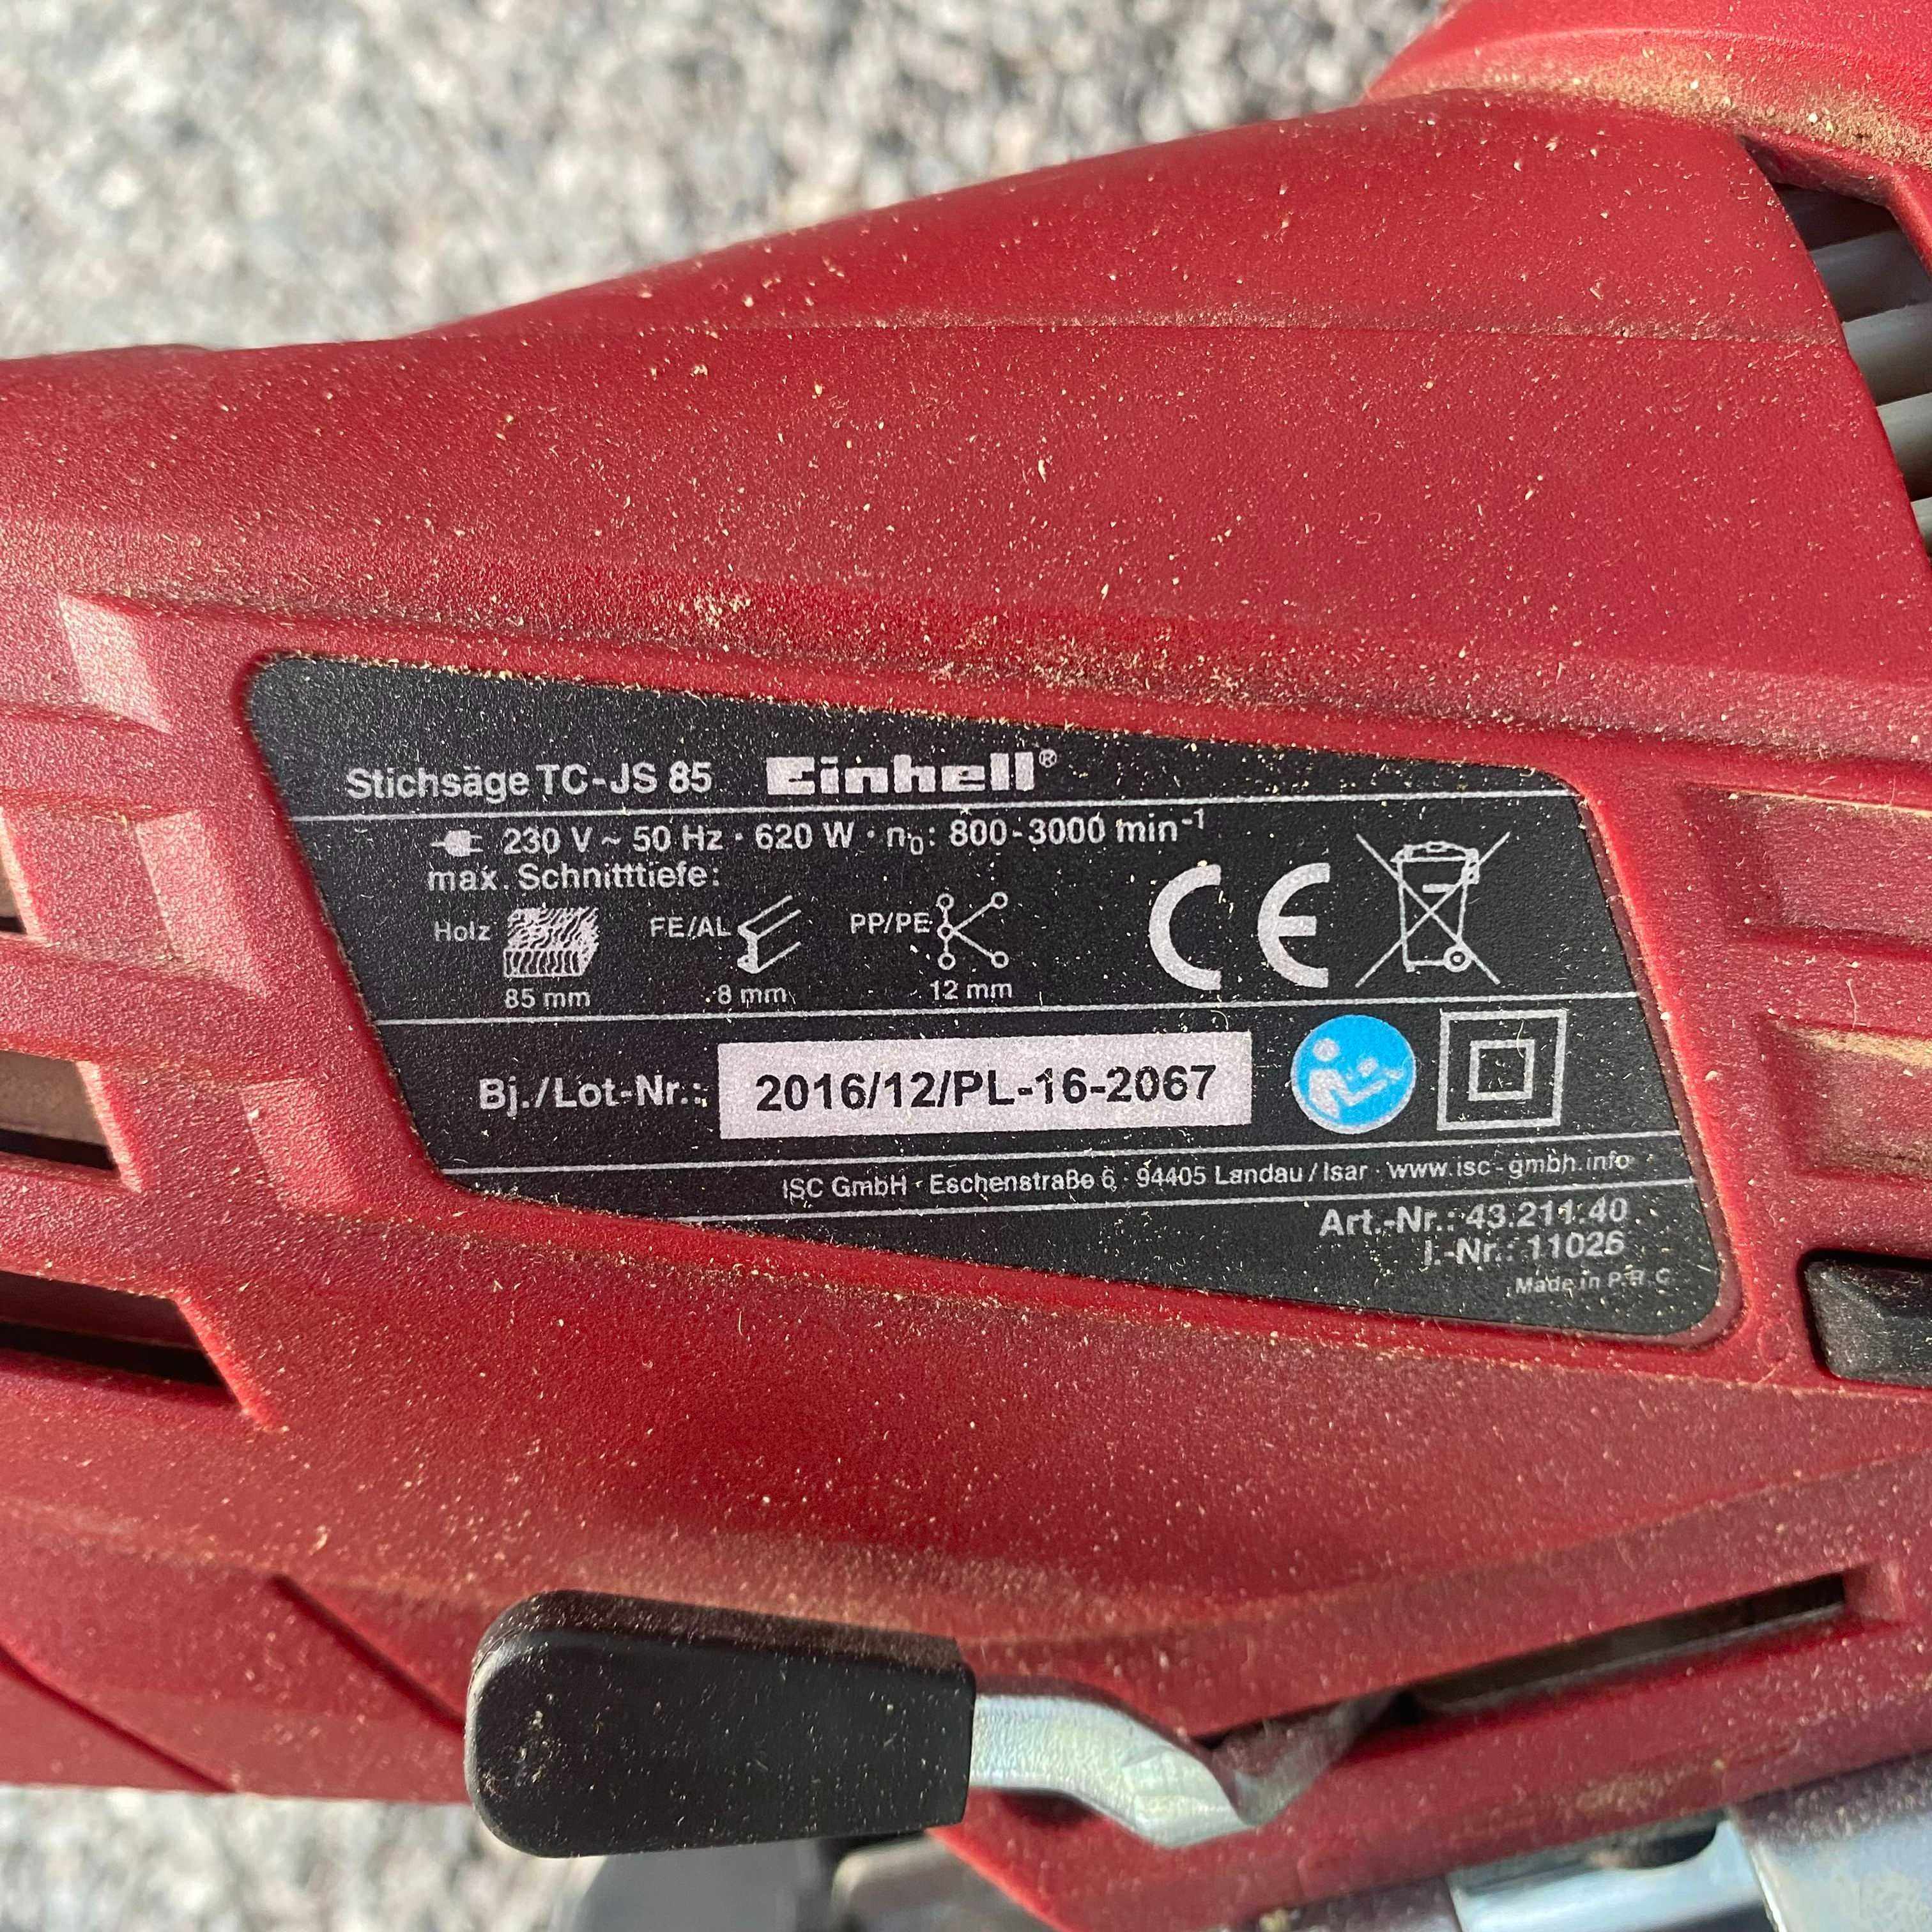 Stichsäge TC-JS 85 Einhell®
230 V ~ 50 Hz · 620 W · n0: 800-3000 min-1
max. Schnitttiefe:
Holz FE/AL PP/PE
85 mm 8 mm 12 mm
CE
Bj./Lot-Nr.: 2016/12/PL-16-2067
ISC GmbH · Eschenstraße 6 · 94405 Landau / Isar · www.isc-gmbh.info
Art.-Nr.: 43.211.40
I.-Nr.: 11026
Made in P.R.C